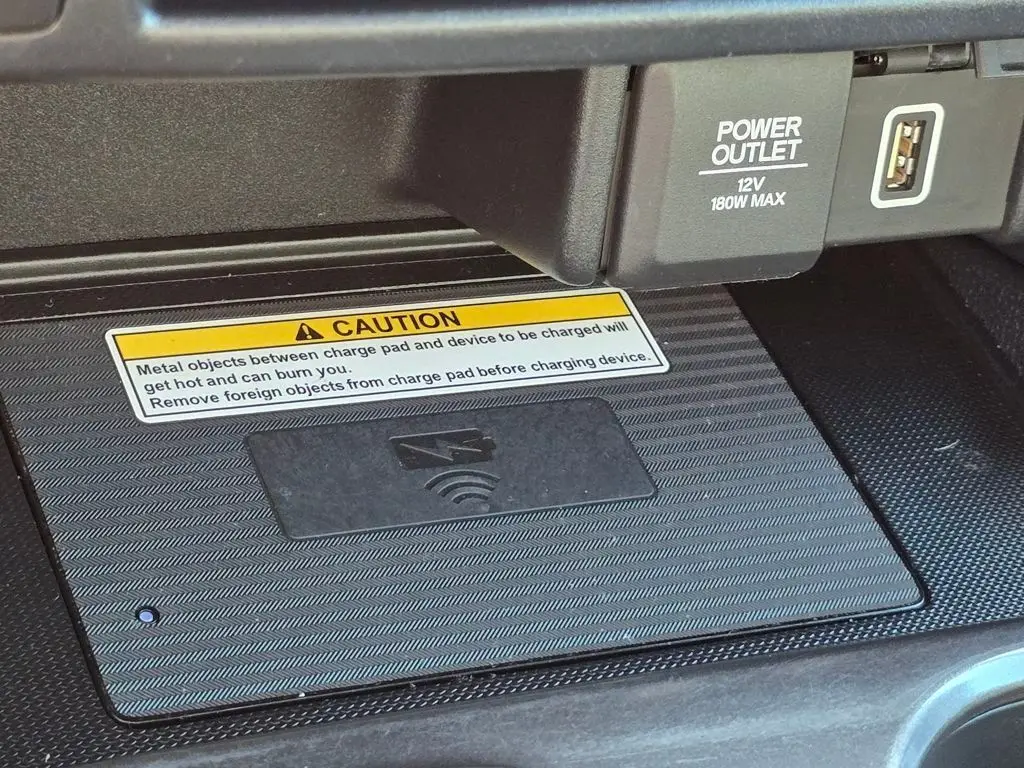 POWER
OUTLET
12V
180W MAX
CAUTION
Metal objects between charge pad and device to be charged will
get hot and can burn you.
Remove foreign objects from charge pad before charging device.